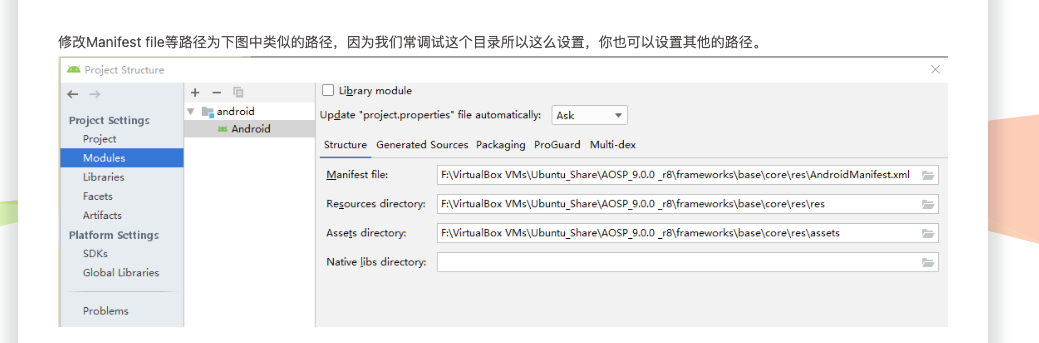 修改Manifest file等路径为下图中类似的路径，因为我们常调试这个目录所以这么设置，你也可以设置其他的路径。
Project Structure
Project Settings
Project
Modules
Libraries
Facets
Artifacts
Platform Settings
SDKs
Global Libraries
Problems
android
Android
Library module
Update "project.properties" file automatically: Ask
Structure Generated Sources Packaging ProGuard Multi-dex
Manifest file: F:\VirtualBox VMs\Ubuntu_Share\AOSP_9.0.0 _r8\frameworks\base\core\res\AndroidManifest.xml
Resources directory: F:\VirtualBox VMs\Ubuntu_Share\AOSP_9.0.0 _r8\frameworks\base\core\res\res
Assets directory: F:\VirtualBox VMs\Ubuntu_Share\AOSP_9.0.0 _r8\frameworks\base\core\res\assets
Native libs directory: